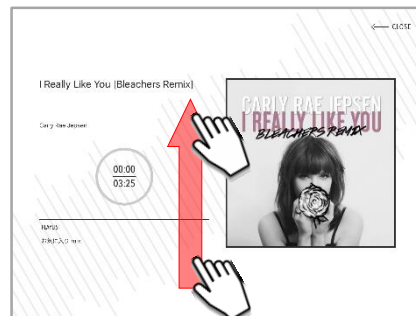 CLOSE
I Really Like You (Bleachers Remix)
CARLY RAE JEPSEN
I REALLY LIKE YOU
BLEACHERS REMIX
Carly Rae Jepsen
00:00
03:25